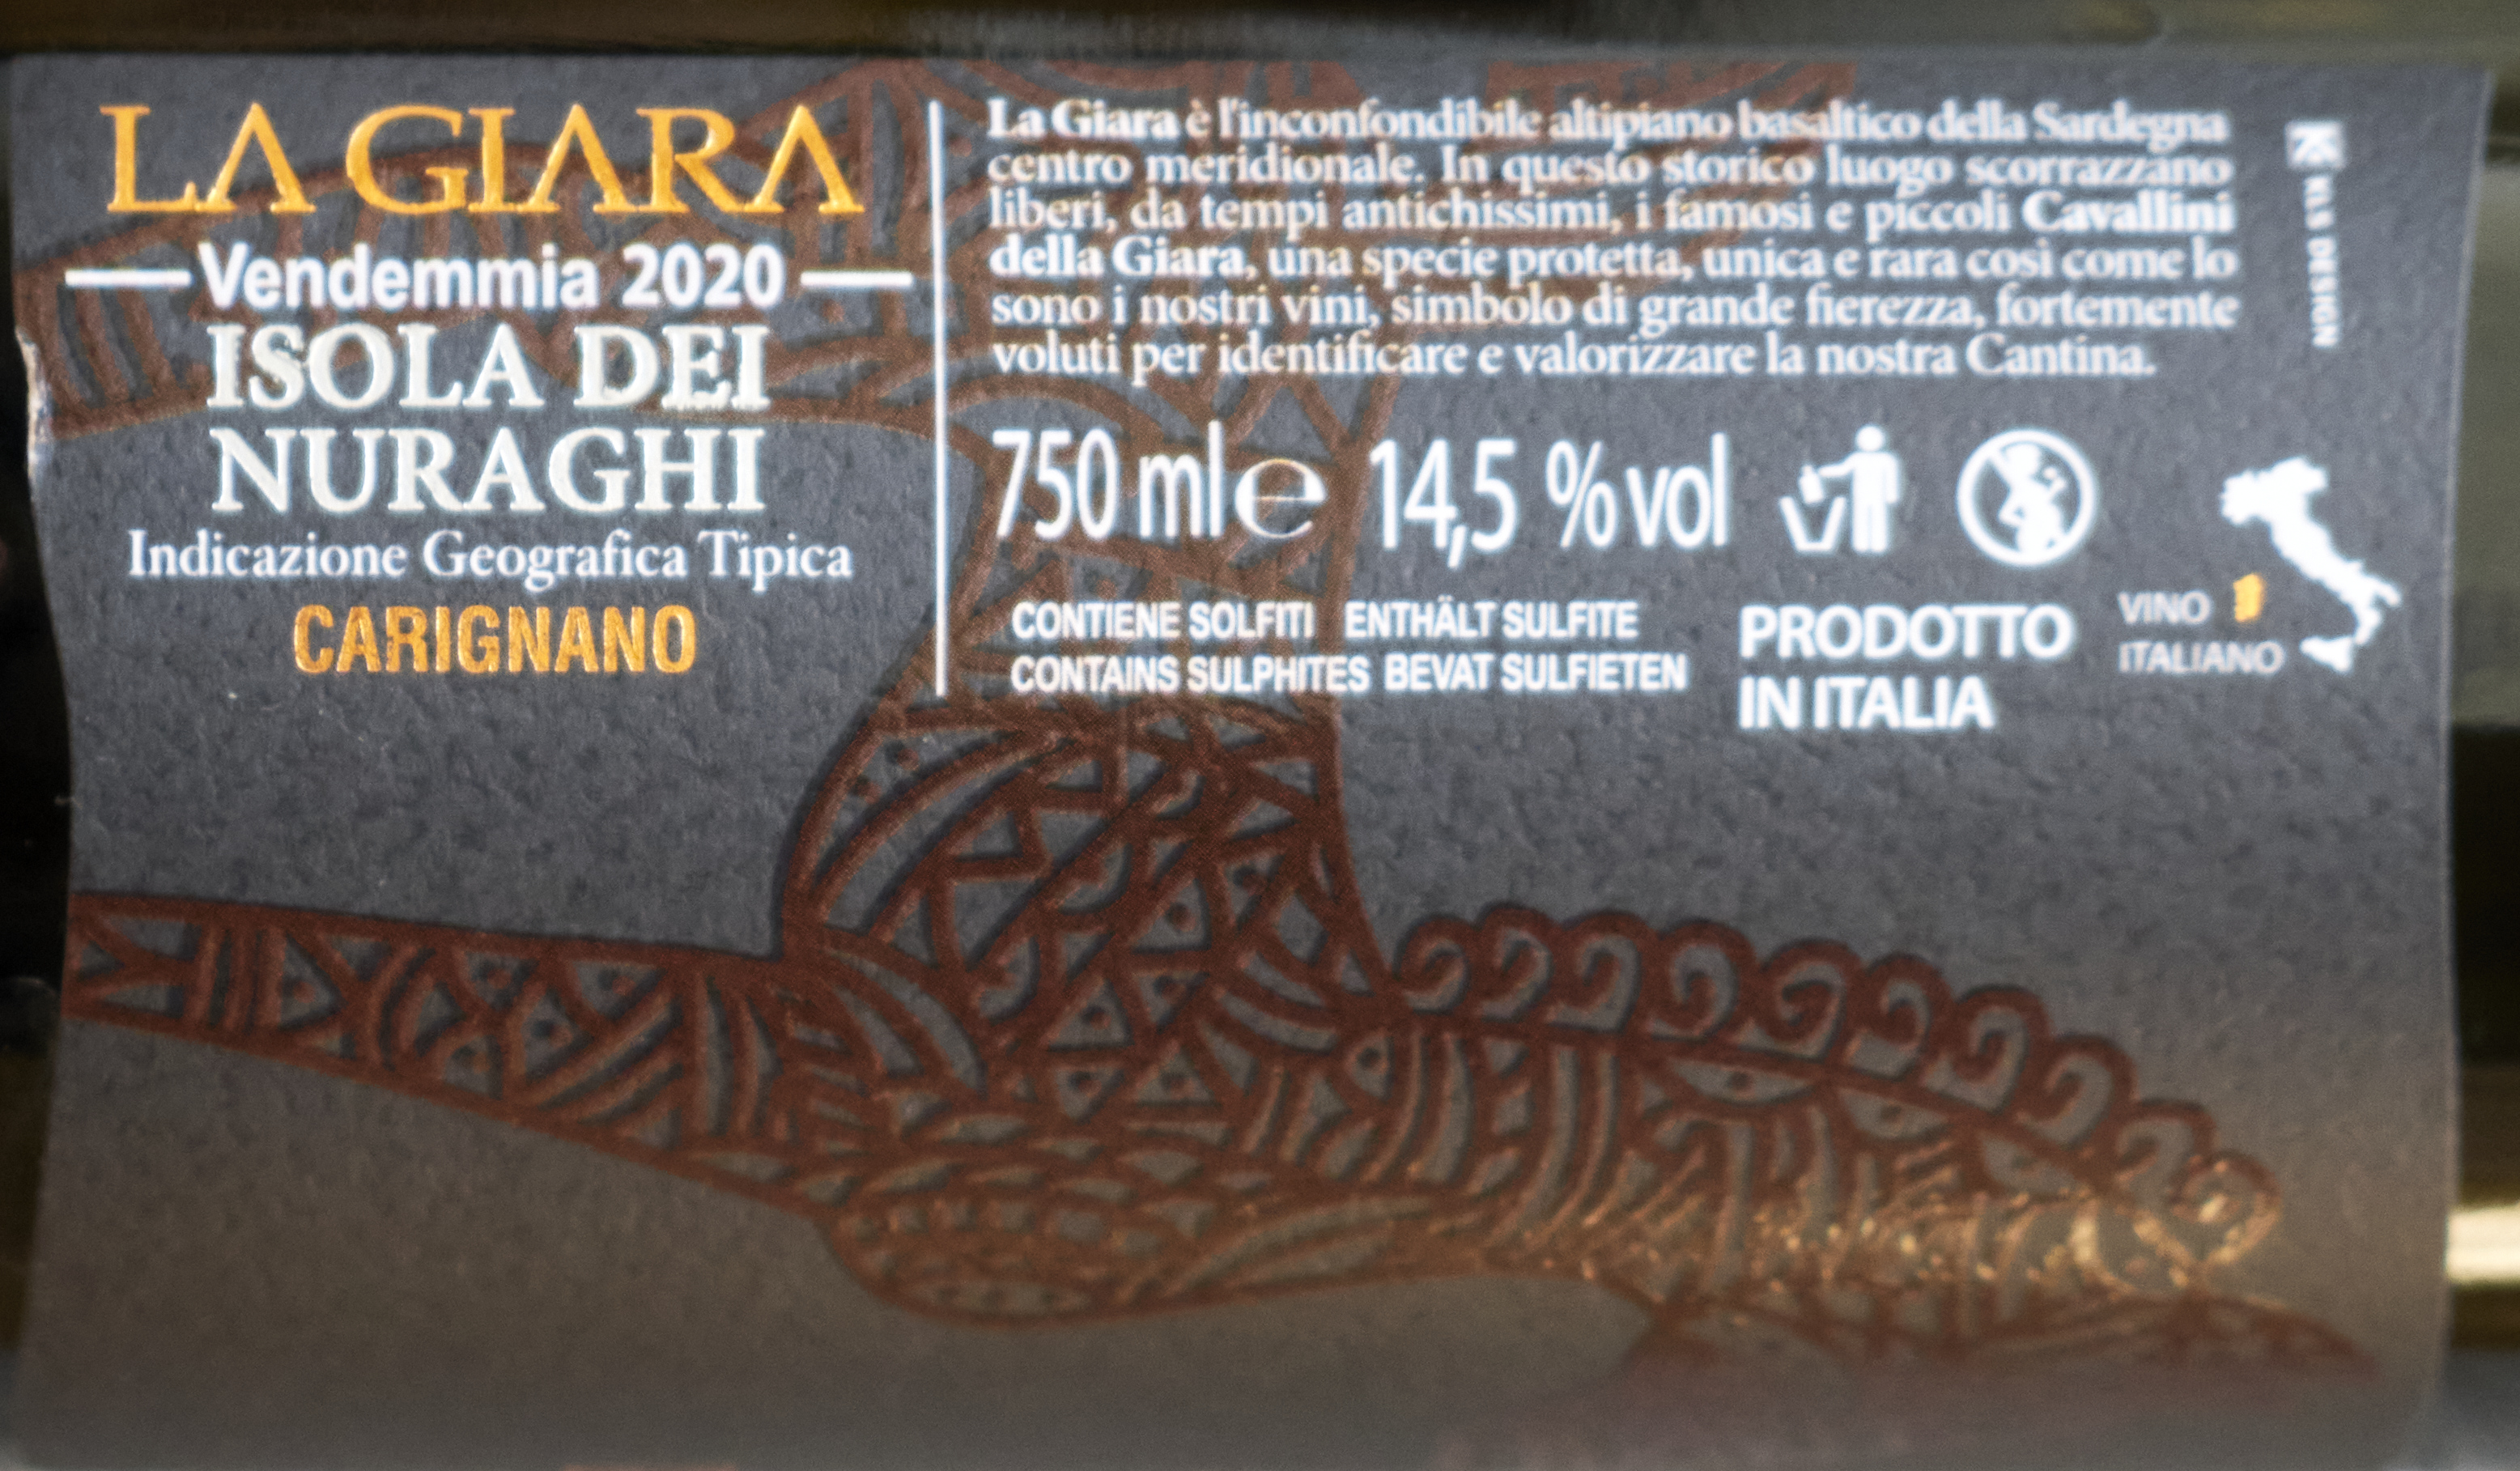 LA GIARA
Vendemmia 2020
ISOLA DEI
NURAGHI
Indicazione Geografica Tipica
CARIGNANO
La Giara è l'inconfondibile altipiano basaltico della Sardegna
centro meridionale. In questo storico luogo scorrazzano
liberi, da tempi antichissimi, i famosi e piccoli Cavallini
della Giara, una specie protetta, unica e rara così come lo
sono i nostri vini, simbolo di grande fierezza, fortemente
voluti per identificare e valorizzare la nostra Cantina.
750 ml e 14,5 % vol
CONTIENE SOLFITI ENTHÄLT SULFITE
CONTAINS SULPHITES BEVAT SULFIETEN
PRODOTTO
IN ITALIA
VINO
ITALIANO
DESIGN